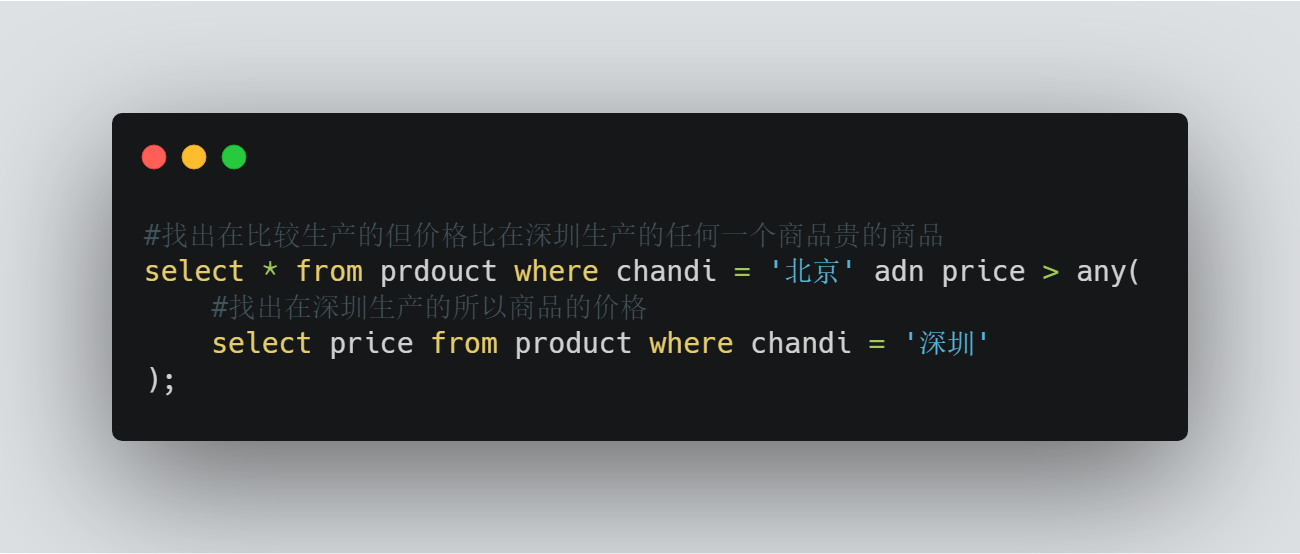 #找出在比较生产的但价格比在深圳生产的任何一个商品贵的商品
select * from prdouct where chandi = '北京' adn price > any(
#找出在深圳生产的所以商品的价格
select price from product where chandi = '深圳'
);